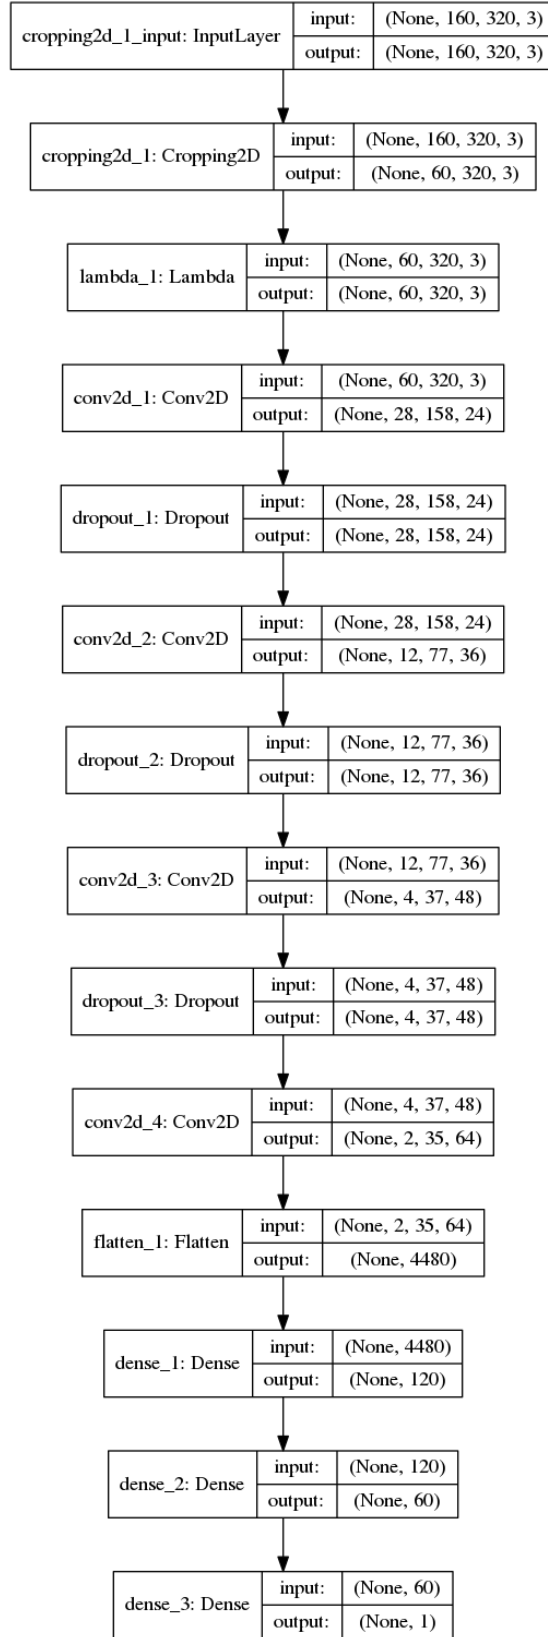 cropping2d_1_input: InputLayer
input: (None, 160, 320, 3)
output: (None, 160, 320, 3)
cropping2d_1: Cropping2D
input: (None, 160, 320, 3)
output: (None, 60, 320, 3)
lambda_1: Lambda
input: (None, 60, 320, 3)
output: (None, 60, 320, 3)
conv2d_1: Conv2D
input: (None, 60, 320, 3)
output: (None, 28, 158, 24)
dropout_1: Dropout
input: (None, 28, 158, 24)
output: (None, 28, 158, 24)
conv2d_2: Conv2D
input: (None, 28, 158, 24)
output: (None, 12, 77, 36)
dropout_2: Dropout
input: (None, 12, 77, 36)
output: (None, 12, 77, 36)
conv2d_3: Conv2D
input: (None, 12, 77, 36)
output: (None, 4, 37, 48)
dropout_3: Dropout
input: (None, 4, 37, 48)
output: (None, 4, 37, 48)
conv2d_4: Conv2D
input: (None, 4, 37, 48)
output: (None, 2, 35, 64)
flatten_1: Flatten
input: (None, 2, 35, 64)
output: (None, 4480)
dense_1: Dense
input: (None, 4480)
output: (None, 120)
dense_2: Dense
input: (None, 120)
output: (None, 60)
dense_3: Dense
input: (None, 60)
output: (None, 1)